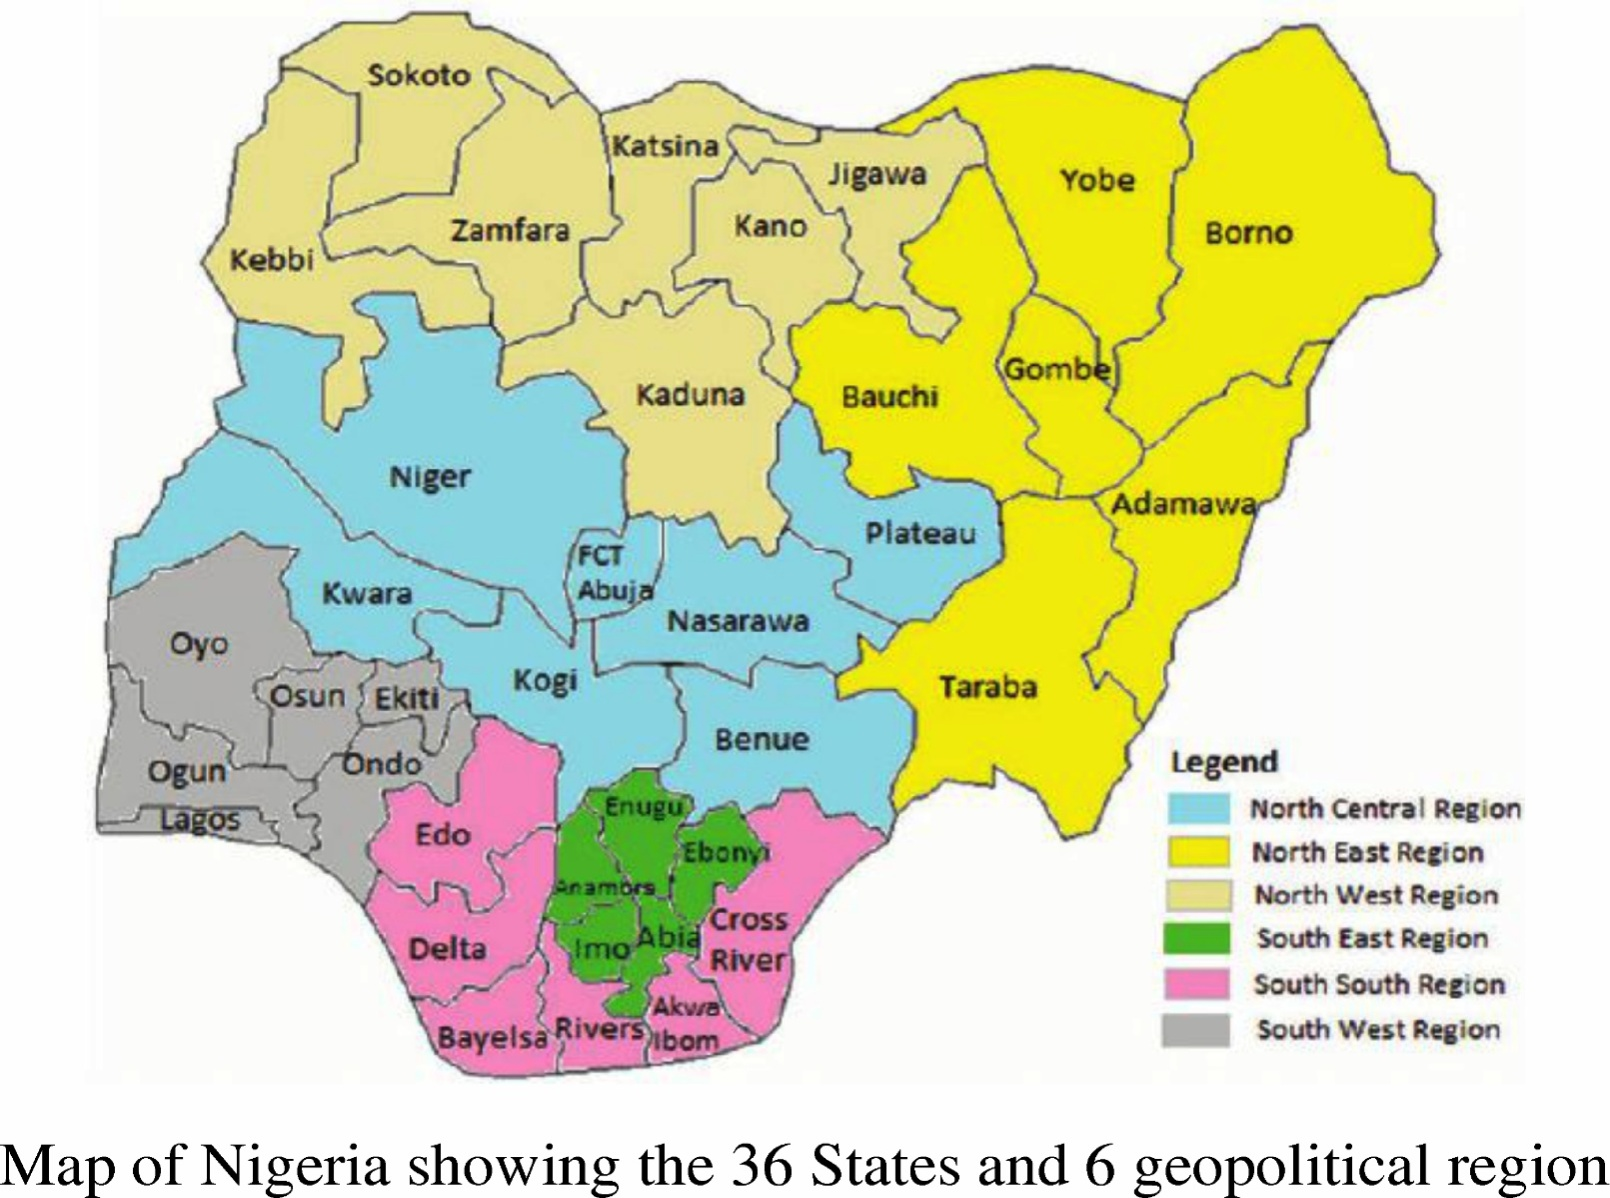 Sokoto
Katsina
Jigawa
Yobe
Borno
Zamfara
Kano
Kebbi
Gombe
Kaduna
Bauchi
Niger
Adamawa
Plateau
FCT
Abuja
Kwara
Nasarawa
Oyo
Kogi
Taraba
Osun
Ekiti
Benue
Ondo
Ogun
Lagos
Enugu
Edo
Ebonyi
Anambra
Cross
River
Delta
Imo
Abia
Akwa
Ibom
Bayelsa
Rivers
Legend
North Central Region
North East Region
North West Region
South East Region
South South Region
South West Region
Map of Nigeria showing the 36 States and 6 geopolitical region